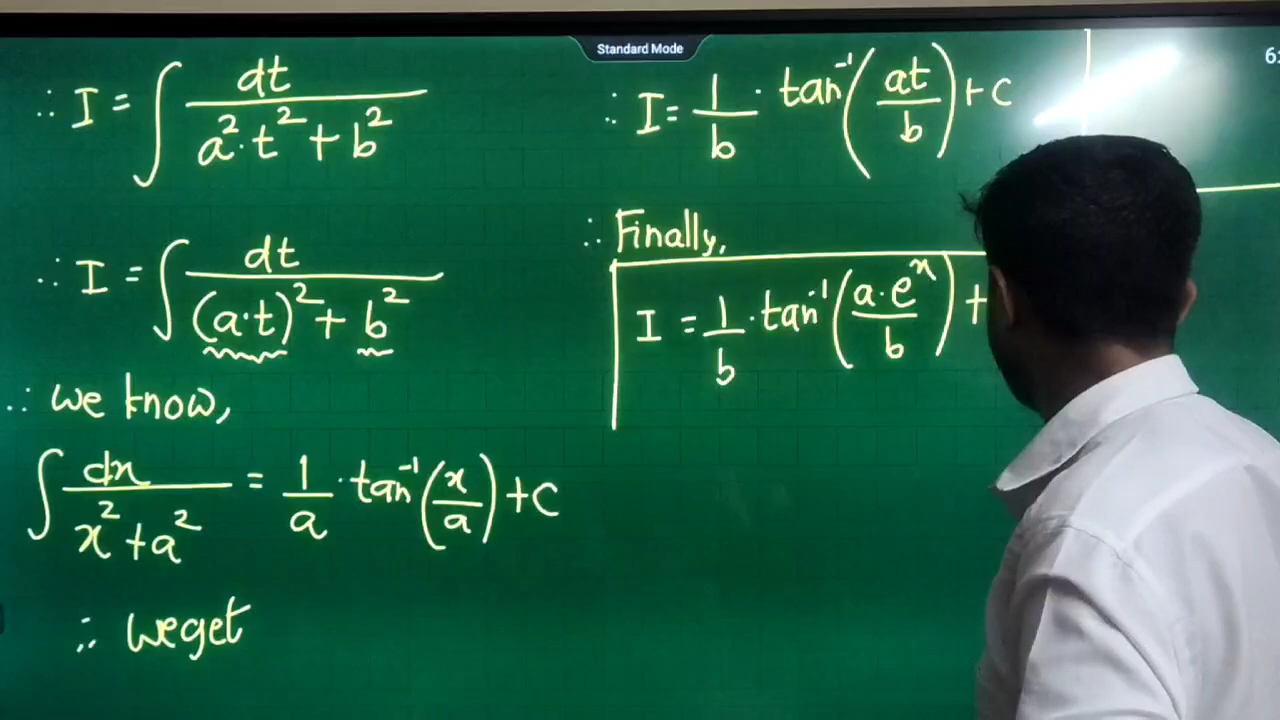 Standard Mode
6:
∴ I = ∫ dt / (a²·t² + b²)
∴ I = ∫ dt / ((a·t)² + b²)
∴ we know,
∫ dx / (x² + a²) = 1/a · tan⁻¹(x/a) + C
∴ we get
∴ I = 1/b · tan⁻¹(at/b) + C
∴ Finally,
I = 1/b · tan⁻¹(a·eˣ/b) +